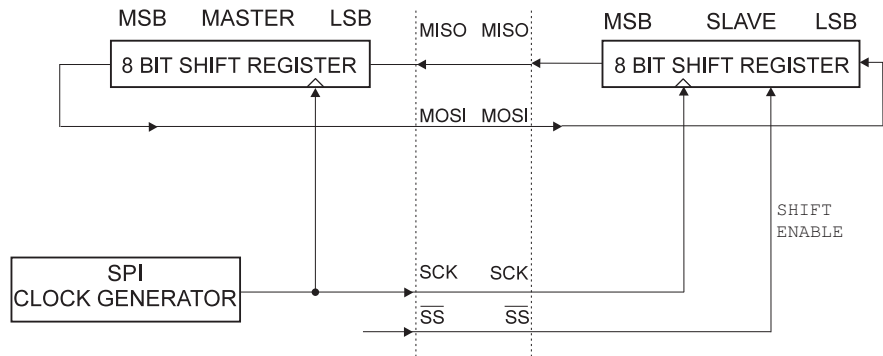 MSB MASTER LSB
MISO MISO
MSB SLAVE LSB
8 BIT SHIFT REGISTER
8 BIT SHIFT REGISTER
MOSI MOSI
SHIFT
ENABLE
SPI
CLOCK GENERATOR
SCK SCK
SS SS